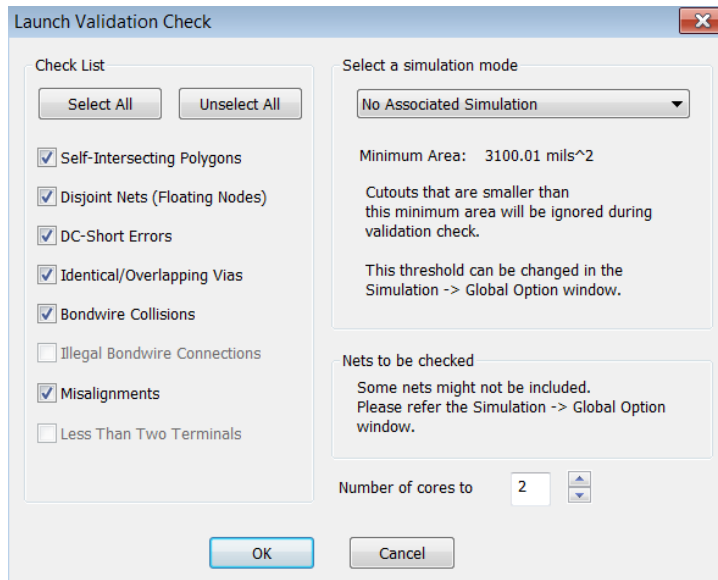 Launch Validation Check
Check List
Select All
Unselect All
Self-Intersecting Polygons
Disjoint Nets (Floating Nodes)
DC-Short Errors
Identical/Overlapping Vias
Bondwire Collisions
Illegal Bondwire Connections
Misalignments
Less Than Two Terminals
Select a simulation mode
No Associated Simulation
Minimum Area: 3100.01 mils^2
Cutouts that are smaller than
this minimum area will be ignored during
validation check.
This threshold can be changed in the
Simulation -> Global Option window.
Nets to be checked
Some nets might not be included.
Please refer the Simulation -> Global Option
window.
Number of cores to 2
OK
Cancel